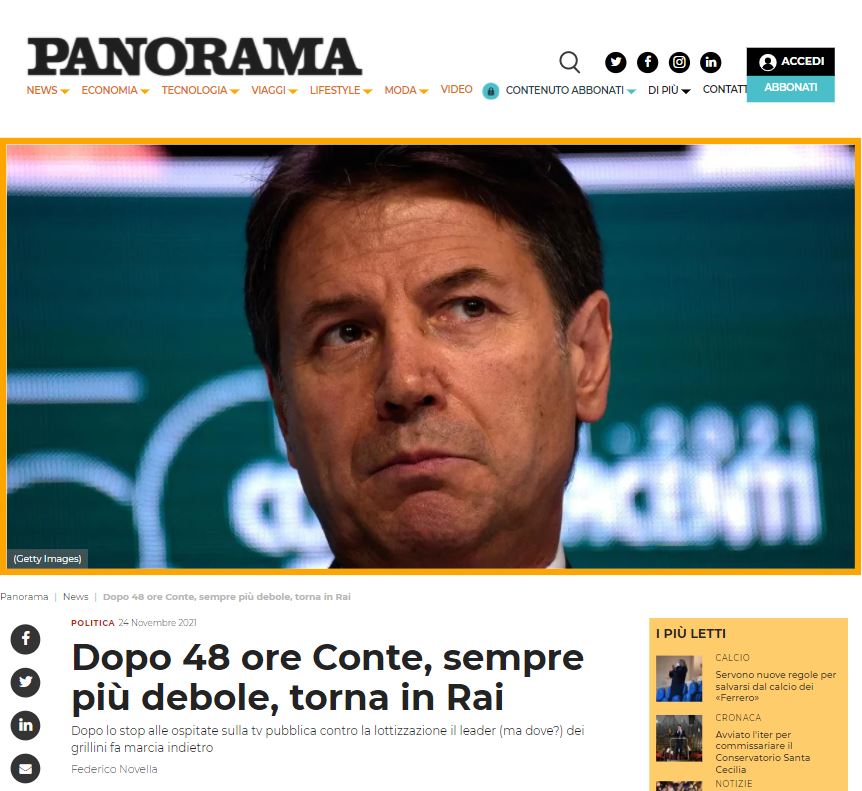 PANORAMA
ACCEDI
ABBONATI
NEWS ECONOMIA TECNOLOGIA VIAGGI LIFESTYLE MODA VIDEO CONTENUTO ABBONATI DI PIÙ CONTATT
2021
(Getty Images)
Panorama | News | Dopo 48 ore Conte, sempre più debole, torna in Rai
POLITICA 24 Novembre 2021
Dopo 48 ore Conte, sempre
più debole, torna in Rai
Dopo lo stop alle ospitate sulla tv pubblica contro la lottizzazione il leader (ma dove?) dei
grillini fa marcia indietro
Federico Novella
I PIÙ LETTI
CALCIO
Servono nuove regole per
salvarsi dal calcio dei
«Ferrero»
CRONACA
Avviato l'iter per
commissariare il
Conservatorio Santa
Cecilia
NOTIZIE